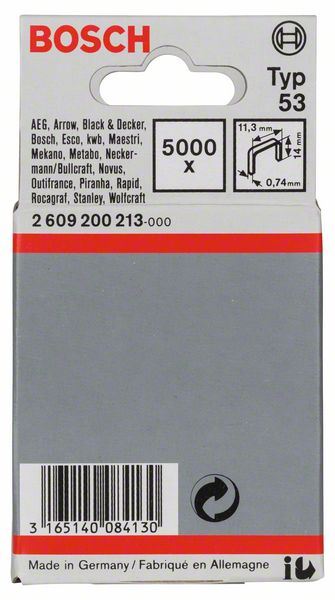 BOSCH
Typ
53
AEG, Arrow, Black & Decker,
Bosch, Esco, kwb, Maestri,
Mekano, Metabo, Necker-
mann/Bullcraft, Novus,
Outifrance, Piranha, Rapid,
Rocagraf, Stanley, Wolfcraft
5000
x
11,3 mm
14 mm
0,74mm
2 609 200 213-000
3 165140 084130
Made in Germany / Fabriqué en Allemagne